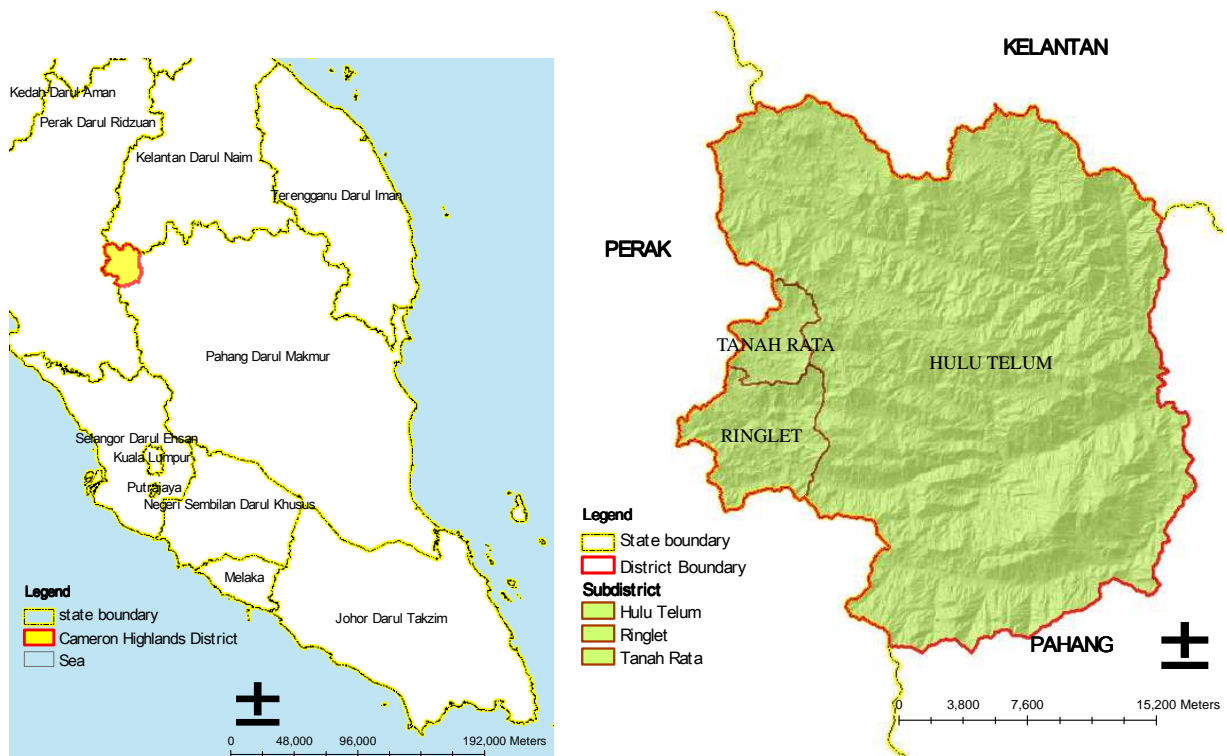 Kedah Darul Aman
Perak Darul Ridzuan
Kelantan Darul Naim
Terengganu Darul Iman
Pahang Darul Makmur
Selangor Darul Ehsan
Kuala Lumpur
Putrajaya
Negeri Sembilan Darul Khusus
Melaka
Johor Darul Takzim
Legend
state boundary
Cameron Highlands District
Sea
0 48,000 96,000 192,000 Meters
KELANTAN
PERAK
TANAH RATA
HULU TELUM
RINGLET
PAHANG
Legend
State boundary
District Boundary
Subdistrict
Hulu Telum
Ringlet
Tanah Rata
0 3,800 7,600 15,200 Meters